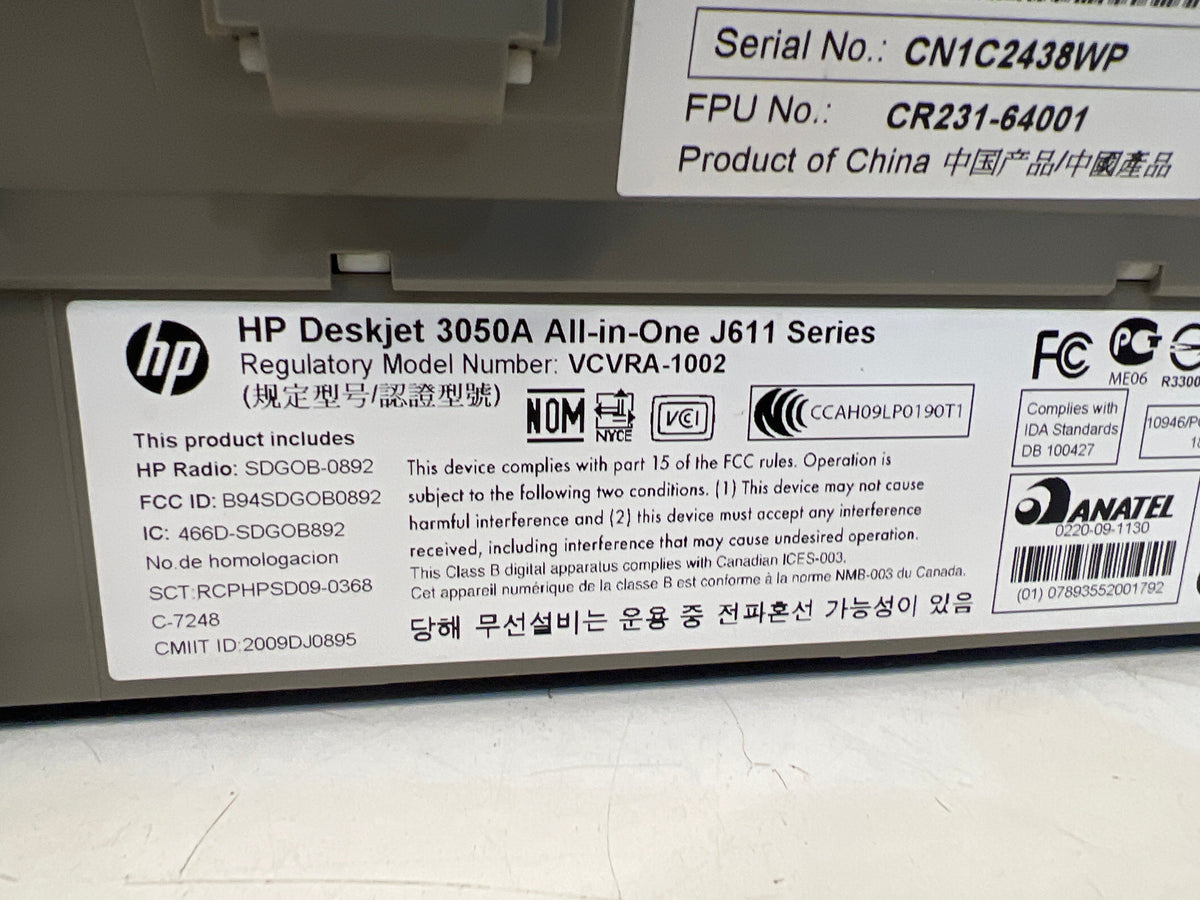 Serial No.: CN1C2438WP
FPU No.: CR231-64001
Product of China 中国产品/中國產品
hp
HP Deskjet 3050A All-in-One J611 Series
Regulatory Model Number: VCVRA-1002
(规定型号/認證型號)
NOM
NYCE
VCI
CCAH09LP0190T1
FC
PG
ME06
R3300
This product includes
HP Radio: SDGOB-0892
FCC ID: B94SDGOB0892
IC: 466D-SDGOB892
No.de homologacion
SCT:RCPHPSD09-0368
C-7248
CMIIT ID:2009DJ0895
This device complies with part 15 of the FCC rules. Operation is
subject to the following two conditions. (1) This device may not cause
harmful interference and (2) this device must accept any interference
received, including interference that may cause undesired operation.
This Class B digital apparatus complies with Canadian ICES-003.
Cet appareil numérique de la classe B est conforme à la norme NMB-003 du Canada.
당해 무선설비는 운용 중 전파혼선 가능성이 있음
Complies with
IDA Standards
DB 100427
10946/P
ANATEL
0220-09-1130
(01) 07893552001792